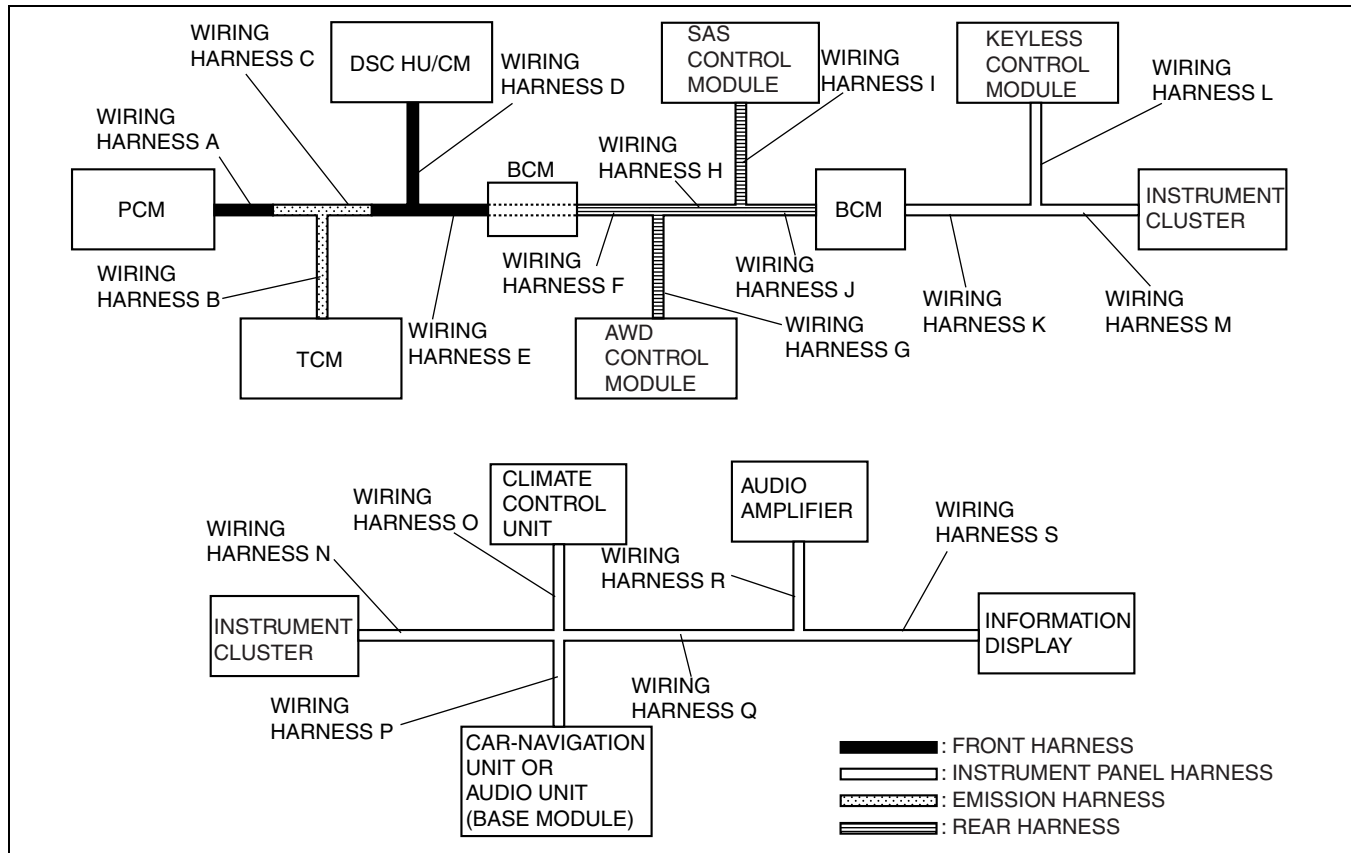 WIRING
HARNESS C
DSC HU/CM
WIRING
HARNESS D
SAS
CONTROL
MODULE
WIRING
HARNESS I
KEYLESS
CONTROL
MODULE
WIRING
HARNESS L
WIRING
HARNESS A
PCM
BCM
WIRING
HARNESS H
BCM
INSTRUMENT
CLUSTER
WIRING
HARNESS B
TCM
WIRING
HARNESS E
WIRING
HARNESS F
AWD
CONTROL
MODULE
WIRING
HARNESS J
WIRING
HARNESS G
WIRING
HARNESS K
WIRING
HARNESS M
WIRING
HARNESS N
WIRING
HARNESS O
CLIMATE
CONTROL
UNIT
AUDIO
AMPLIFIER
WIRING
HARNESS R
WIRING
HARNESS S
INSTRUMENT
CLUSTER
INFORMATION
DISPLAY
WIRING
HARNESS P
WIRING
HARNESS Q
CAR-NAVIGATION
UNIT OR
AUDIO UNIT
(BASE MODULE)
: FRONT HARNESS
: INSTRUMENT PANEL HARNESS
: EMISSION HARNESS
: REAR HARNESS